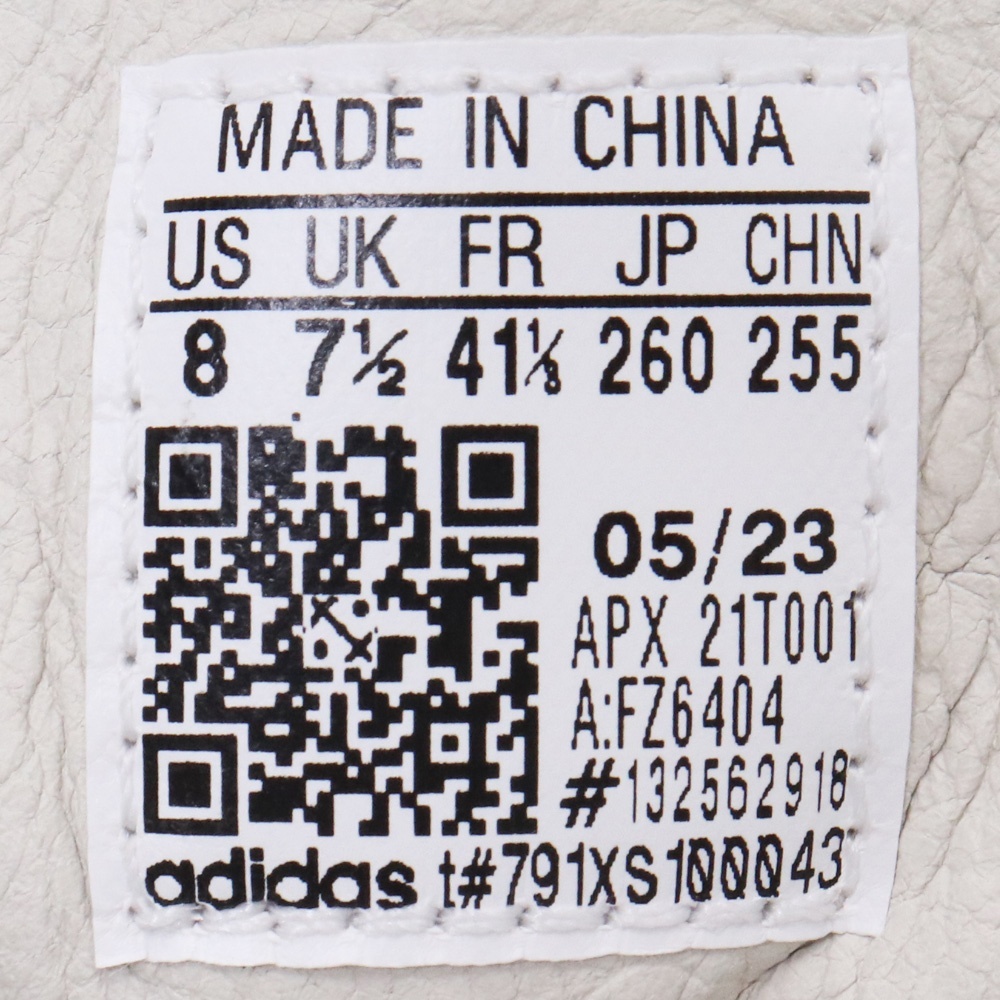 MADE IN CHINA
US UK FR JP CHN
8 7½ 41⅓ 260 255
05/23
APX 21T001
A:FZ6404
#132562918
adidas t#791XS1000043